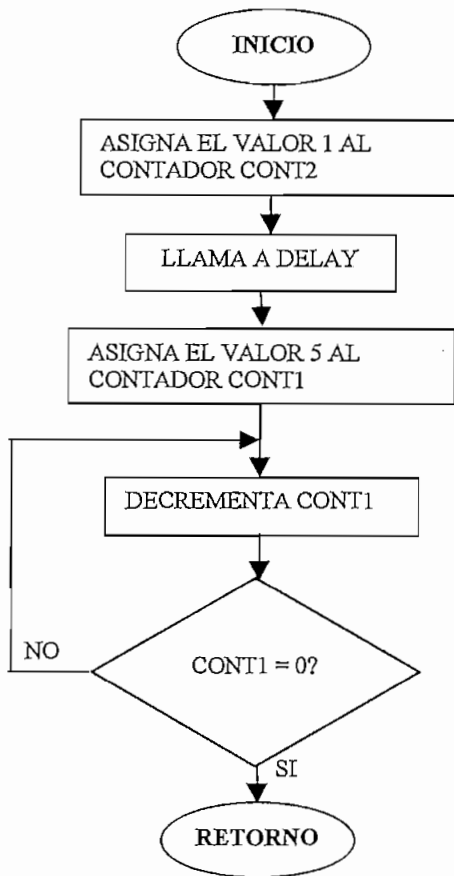 INICIO
ASIGNA EL VALOR 1 AL
CONTADOR CONT2
LLAMA A DELAY
ASIGNA EL VALOR 5 AL
CONTADOR CONT1
DECREMENTA CONT1
NO
CONT1 = 0?
SI
RETORNO